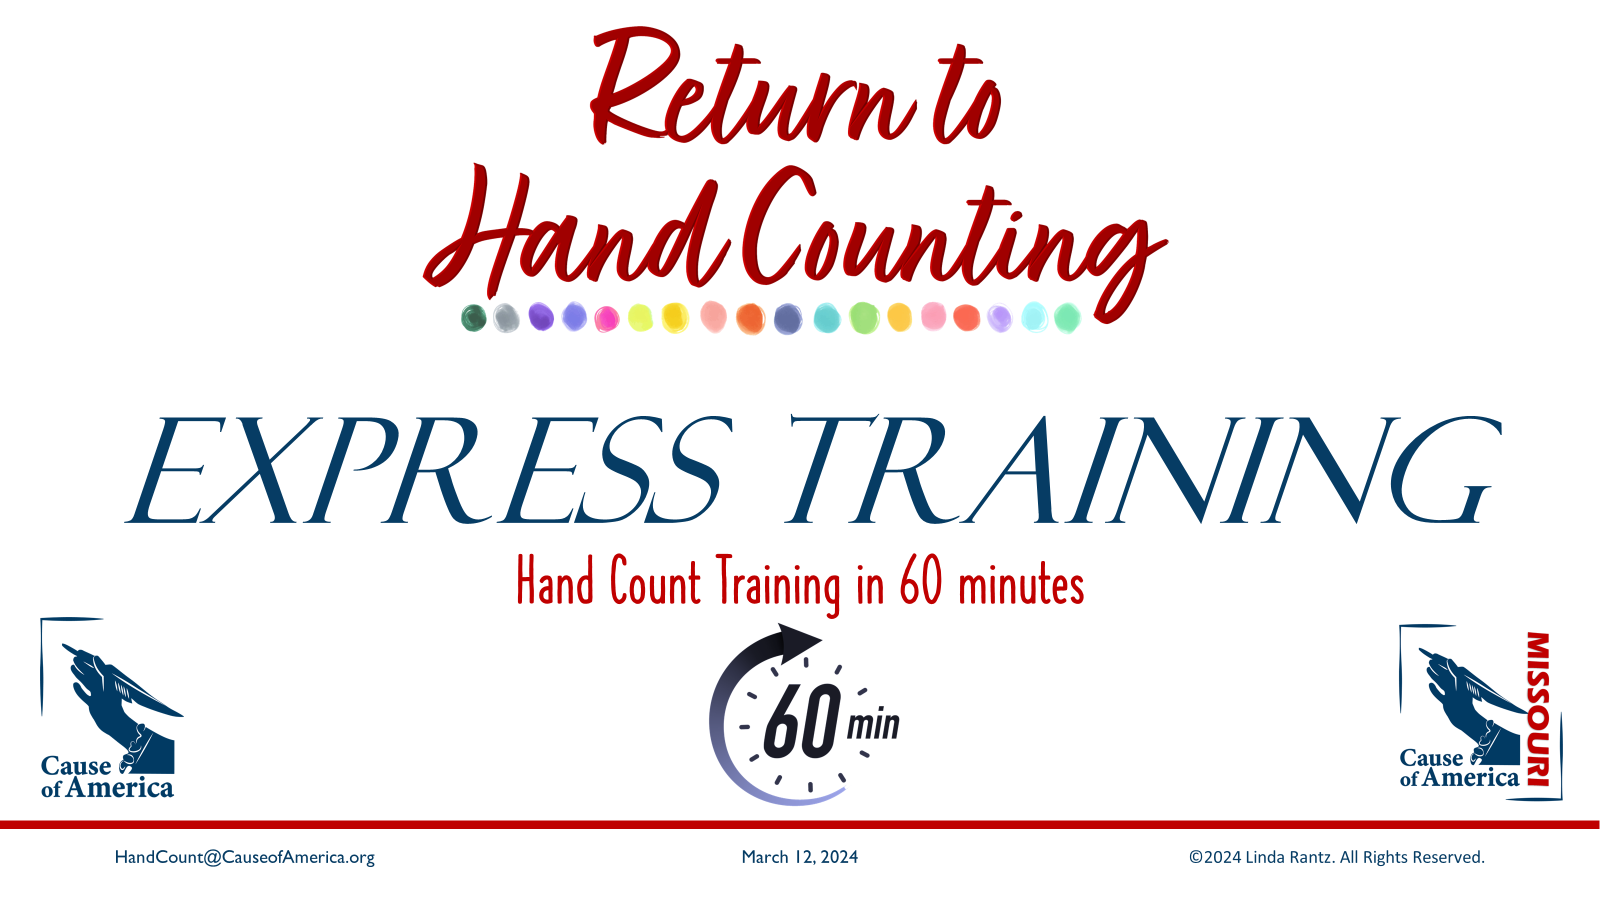 Return to
Hand Counting
EXPRESS TRAINING
Hand Count Training in 60 minutes
60 min
Cause
of America
Cause
of America
MISSOURI
HandCount@CauseofAmerica.org
March 12, 2024
©2024 Linda Rantz. All Rights Reserved.